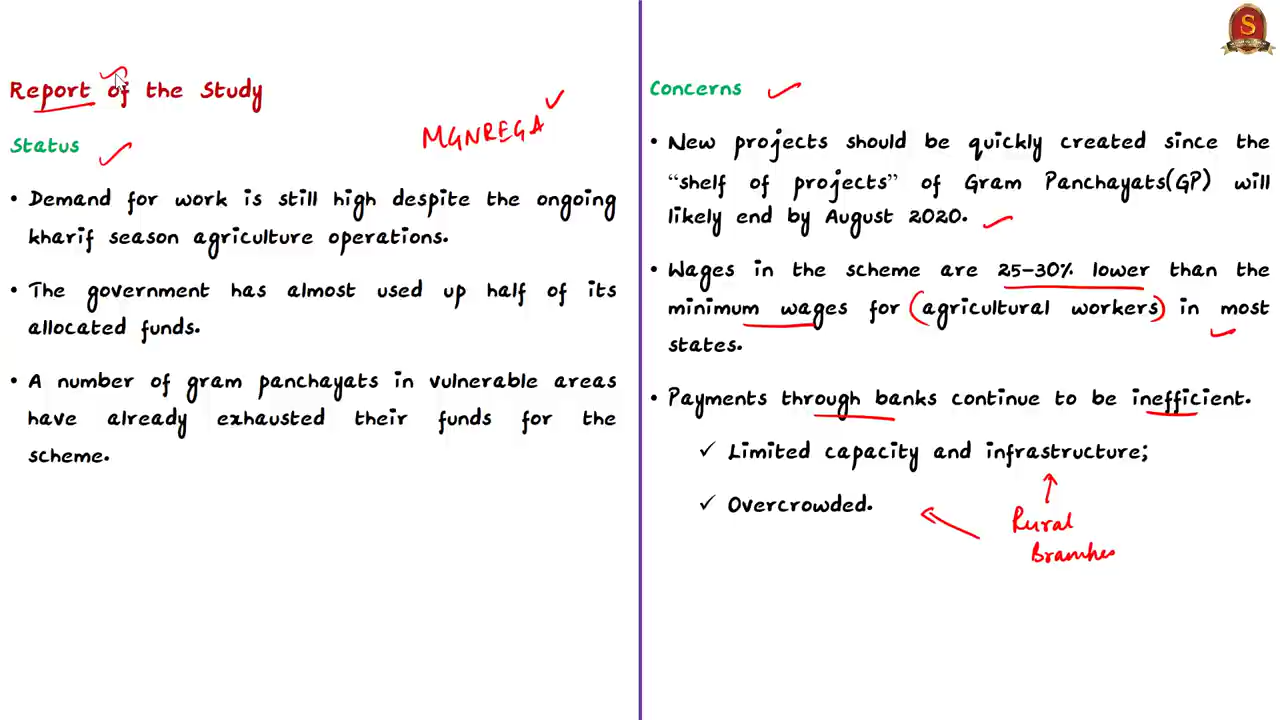 Report of the Study
Status
MGNREGA
• Demand for work is still high despite the ongoing
kharif season agriculture operations.
• The government has almost used up half of its
allocated funds.
• A number of gram panchayats in vulnerable areas
have already exhausted their funds for the
scheme.
S
Concerns
• New projects should be quickly created since the
“shelf of projects” of Gram Panchayats(GP) will
likely end by August 2020.
• Wages in the scheme are 25-30% lower than the
minimum wages for (agricultural workers) in most
states.
• Payments through banks continue to be inefficient.
✓ Limited capacity and infrastructure;
✓ Overcrowded.
Rural